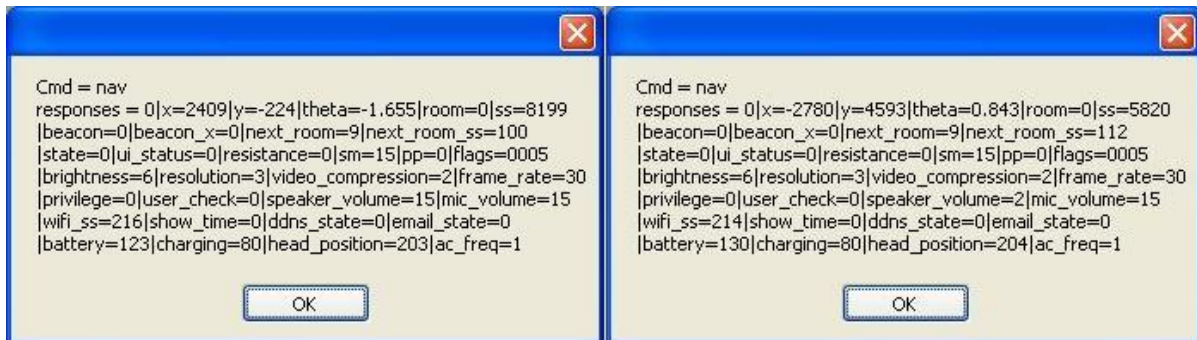 Cmd = nav
responses = 0|x=2409|y=-224|theta=-1.655|room=0|ss=8199
|beacon=0|beacon_x=0|next_room=9|next_room_ss=100
|state=0|ui_status=0|resistance=0|sm=15|pp=0|flags=0005
|brightness=6|resolution=3|video_compression=2|frame_rate=30
|privilege=0|user_check=0|speaker_volume=15|mic_volume=15
|wifi_ss=216|show_time=0|ddns_state=0|email_state=0
|battery=123|charging=80|head_position=203|ac_freq=1
OK
Cmd = nav
responses = 0|x=-2780|y=4593|theta=0.843|room=0|ss=5820
|beacon=0|beacon_x=0|next_room=9|next_room_ss=112
|state=0|ui_status=0|resistance=0|sm=15|pp=0|flags=0005
|brightness=6|resolution=3|video_compression=2|frame_rate=30
|privilege=0|user_check=0|speaker_volume=2|mic_volume=15
|wifi_ss=214|show_time=0|ddns_state=0|email_state=0
|battery=130|charging=80|head_position=204|ac_freq=1
OK